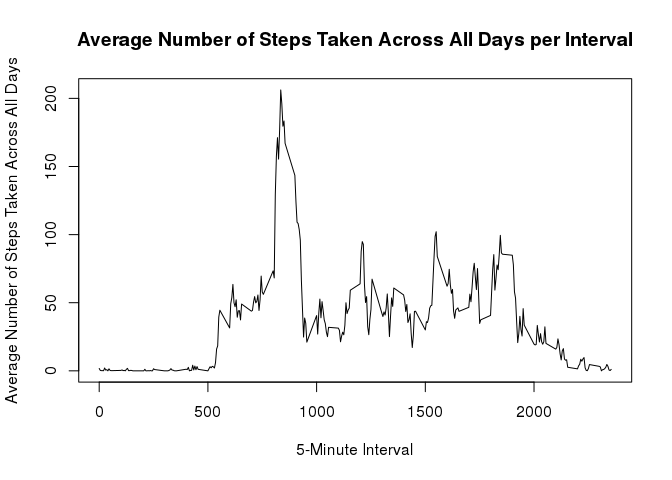 Average Number of Steps Taken Across All Days per Interval
Average Number of Steps Taken Across All Days
200
150
100
50
0
0 500 1000 1500 2000
5-Minute Interval